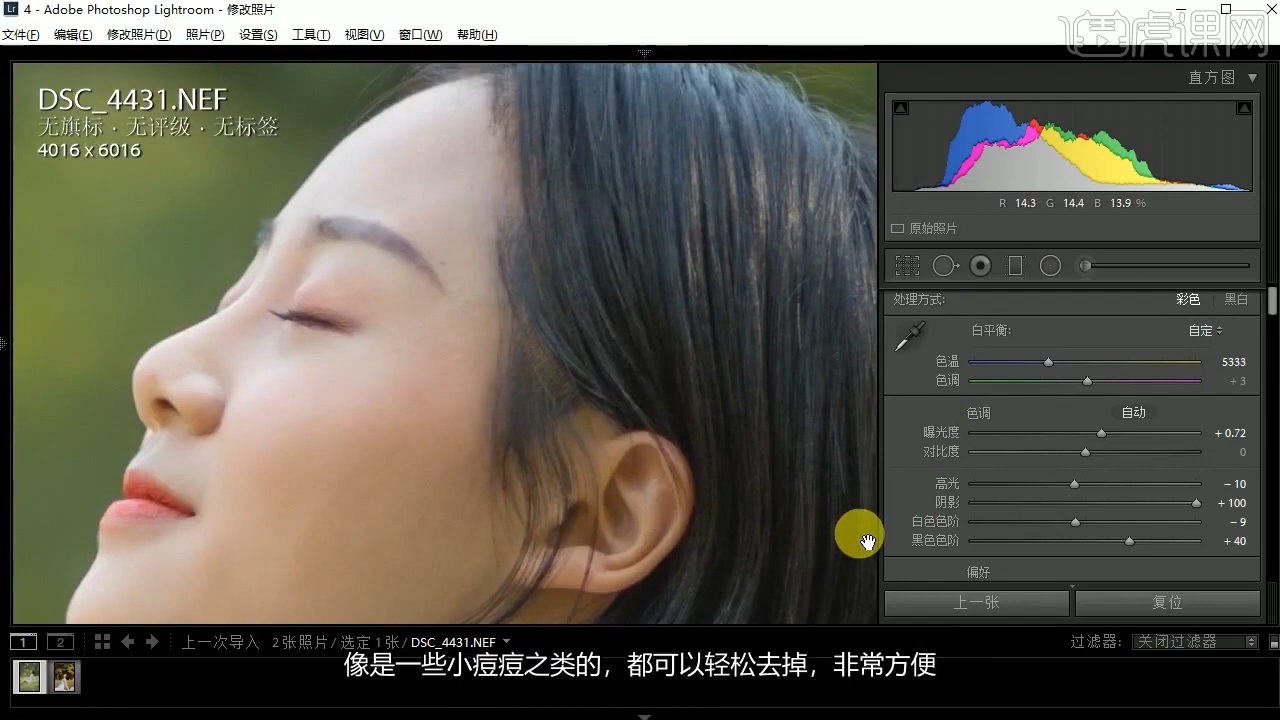 Lr 4 - Adobe Photoshop Lightroom - 修改照片
文件(F) 编辑(E) 修改照片(D) 照片(P) 设置(S) 工具(T) 视图(V) 窗口(W) 帮助(H)
虎课网
DSC_4431.NEF
无旗标 · 无评级 · 无标签
4016 x 6016
直方图
R 14.3 G 14.4 B 13.9 %
原始照片
处理方式: 彩色 黑白
白平衡: 自定
色温 5333
色调 + 3
色调 自动
曝光度 + 0.72
对比度 0
高光 − 10
阴影 + 100
白色色阶 − 9
黑色色阶 + 40
偏好
上一张 复位
1 2 上一次导入 2 张照片 / 选定 1 张 / DSC_4431.NEF 过滤器: 关闭过滤器
像是一些小痘痘之类的，都可以轻松去掉，非常方便